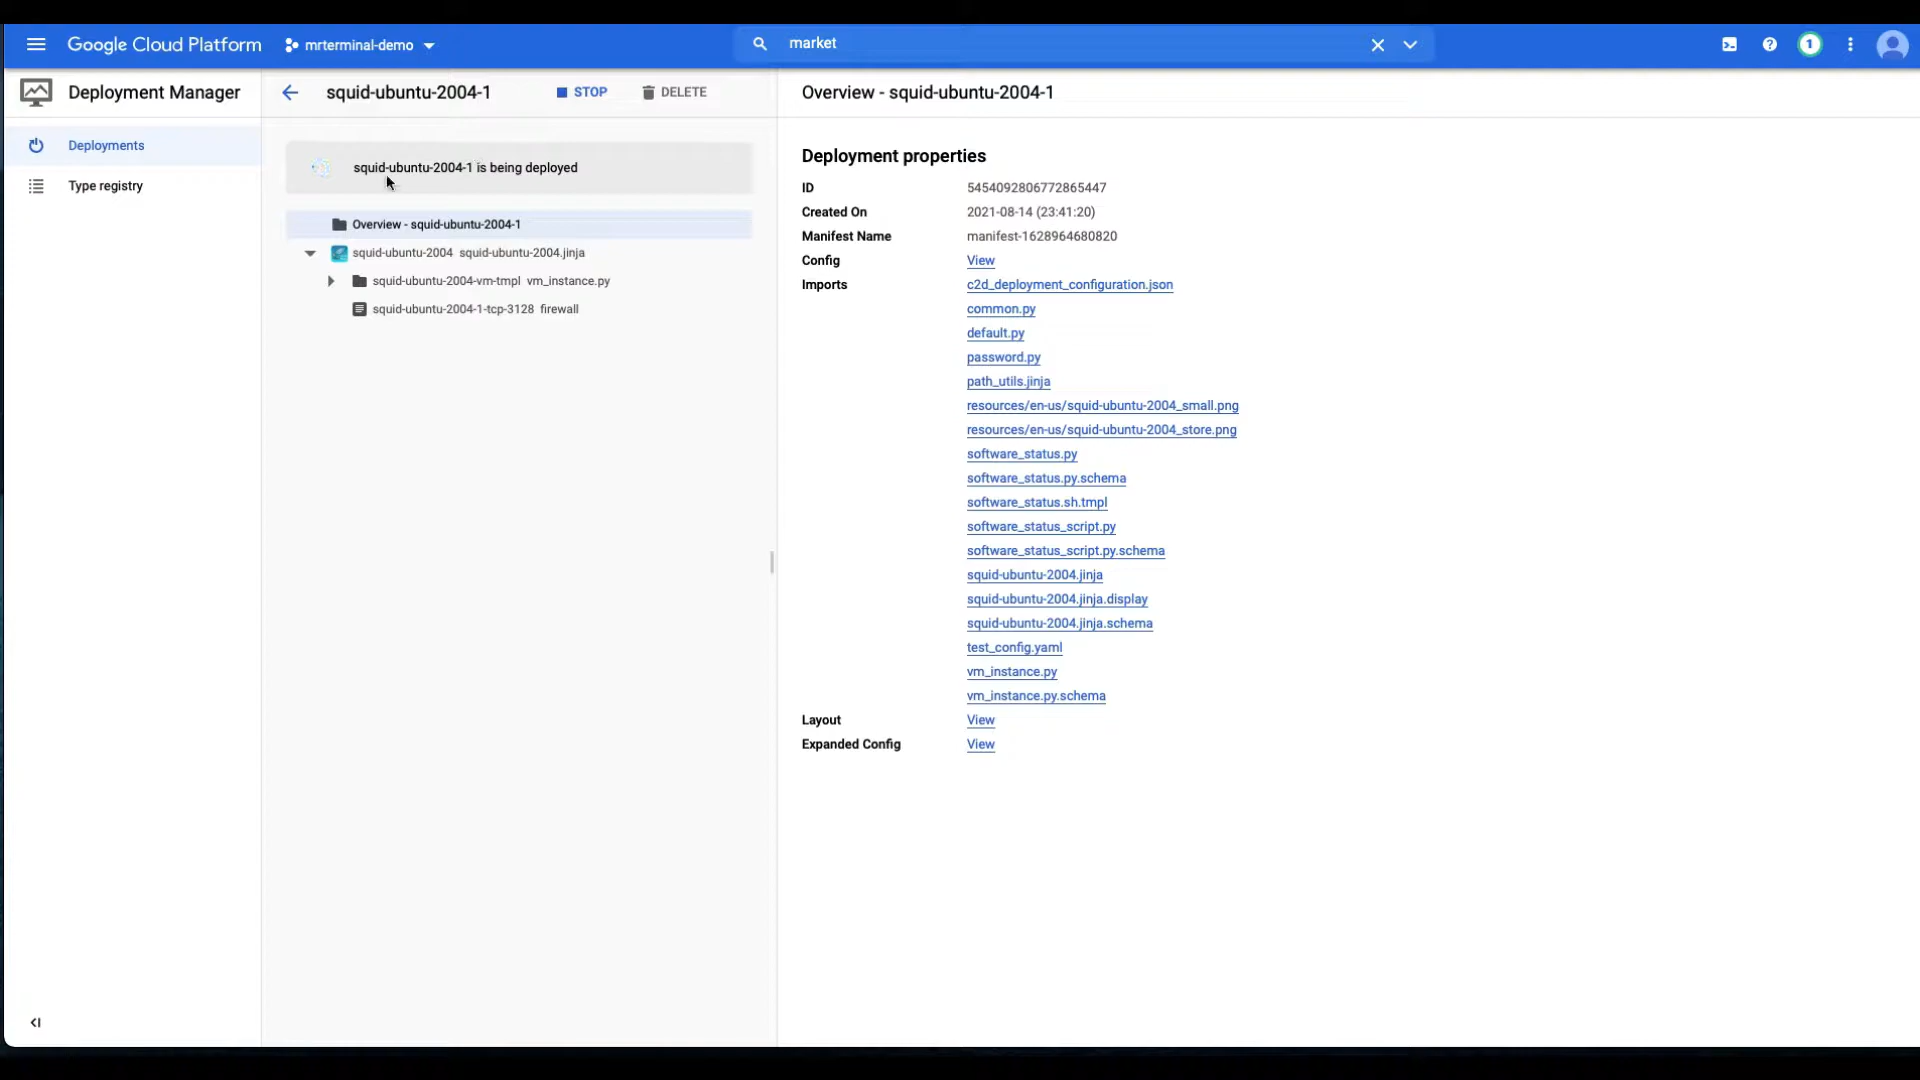 Google Cloud Platform
mrterminal-demo
market
1
Deployment Manager
Deployments
Type registry
squid-ubuntu-2004-1
STOP
DELETE
squid-ubuntu-2004-1 is being deployed
Overview - squid-ubuntu-2004-1
squid-ubuntu-2004 squid-ubuntu-2004.jinja
squid-ubuntu-2004-vm-tmpl vm_instance.py
squid-ubuntu-2004-1-tcp-3128 firewall
Overview - squid-ubuntu-2004-1
Deployment properties
ID 5454092806772865447
Created On 2021-08-14 (23:41:20)
Manifest Name manifest-1628964680820
Config View
Imports c2d_deployment_configuration.json
common.py
default.py
password.py
path_utils.jinja
resources/en-us/squid-ubuntu-2004_small.png
resources/en-us/squid-ubuntu-2004_store.png
software_status.py
software_status.py.schema
software_status.sh.tmpl
software_status_script.py
software_status_script.py.schema
squid-ubuntu-2004.jinja
squid-ubuntu-2004.jinja.display
squid-ubuntu-2004.jinja.schema
test_config.yaml
vm_instance.py
vm_instance.py.schema
Layout View
Expanded Config View